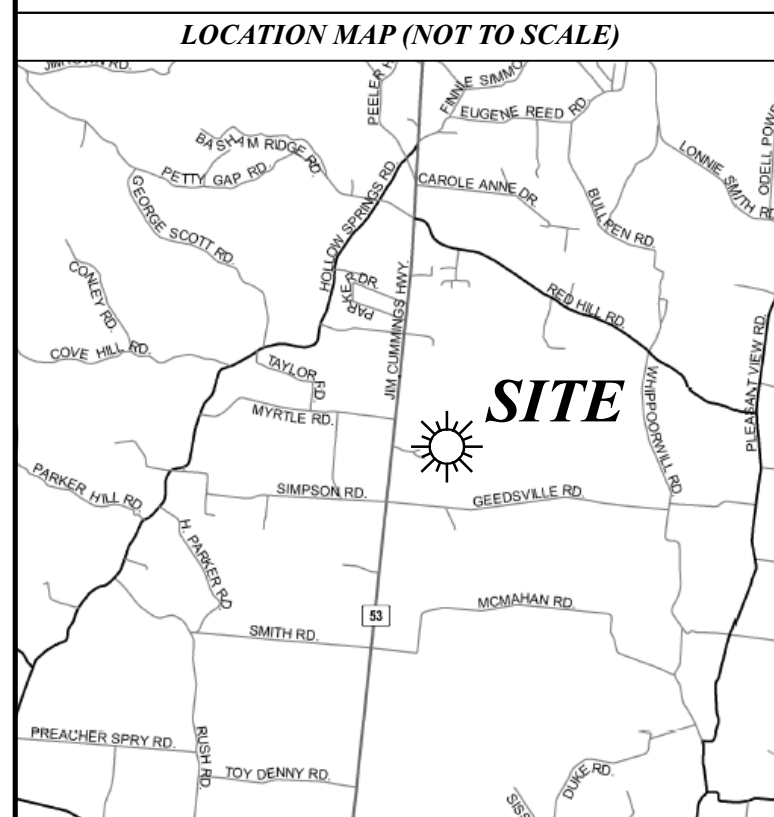 LOCATION MAP (NOT TO SCALE)
PEELER
FINNIE SIMMO
EUGENE REED RD.
ODELL POWE
BASHAM RIDGE RD.
LONNIE SMITH RD.
PETTY GAP RD.
CAROLE ANNE DR.
GEORGE SCOTT RD.
HOLLOW SPRINGS RD.
BULLPEN RD.
CONLEY RD.
PARKER DR.
PARKE
RED HILL RD.
JIM CUMMINGS HWY.
PLEASANT VIEW RD.
COVE HILL RD.
TAYLOR RD.
WHIPPOORWILL RD.
SITE
MYRTLE RD.
PARKER HILL RD.
SIMPSON RD.
GEEDSVILLE RD.
H. PARKER RD.
MCMAHAN RD.
53
SMITH RD.
PREACHER SPRY RD.
RUSH RD.
TOY DENNY RD.
DUKE RD.
SISS